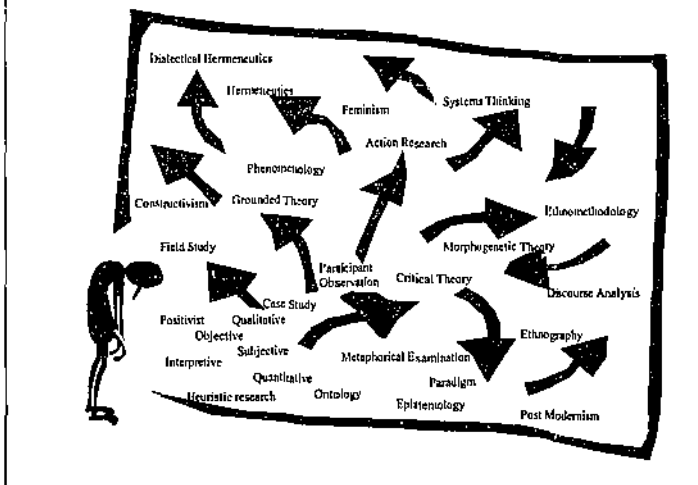 Dialectical Hermeneutics
Hermeneutics
Feminism
Systems Thinking
Action Research
Phenomenology
Constructivism
Grounded Theory
Ethnomethodology
Field Study
Morphogenetic Theory
Participant
Observation
Critical Theory
Discourse Analysis
Case Study
Positivist
Qualitative
Objective
Ethnography
Subjective
Interpretive
Metaphorical Examination
Quantitative
Paradigm
Heuristic research
Ontology
Epistemology
Post Modernism